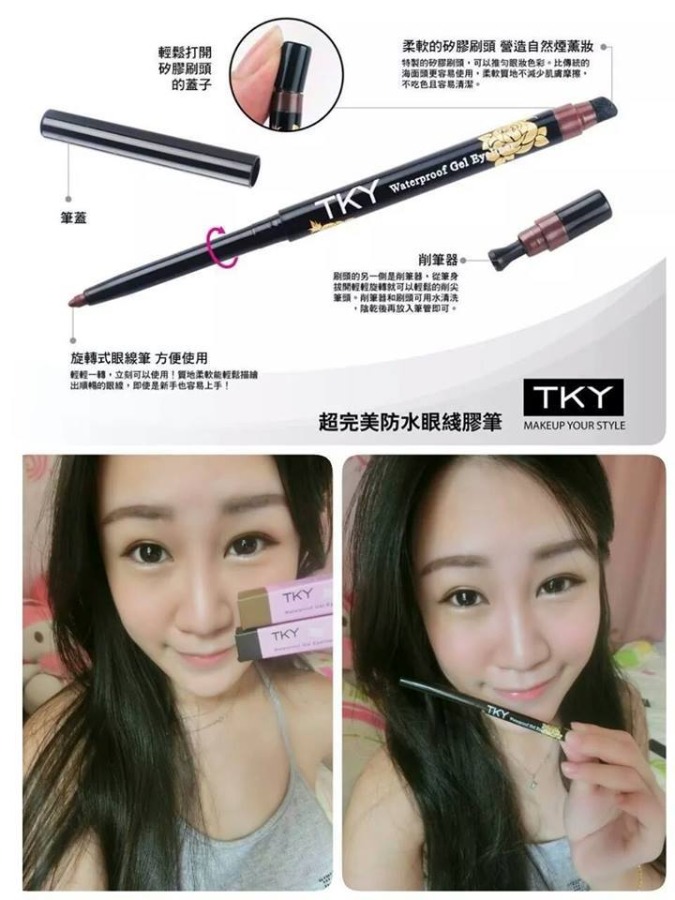 輕鬆打開
矽膠刷頭
的蓋子
柔軟的矽膠刷頭 營造自然煙薰妝
特製的矽膠刷頭，可以推勻眼妝色彩。比傳統的
海面頭更容易使用，柔軟質地不減少肌膚摩擦，
不吃色且容易清潔。
筆蓋
TKY Waterproof Gel Eyeliner
削筆器
刷頭的另一側是削筆器、從筆身
拔開輕輕旋轉就可以輕鬆的削尖
筆頭。削筆器和刷頭可用水清洗
，陰乾後再放入筆管即可。
旋轉式眼線筆 方便使用
輕輕一轉，立刻可以使用！質地柔軟能輕鬆描繪
出順暢的眼線，即使是新手也容易上手！
超完美防水眼綫膠筆
TKY
MAKEUP YOUR STYLE
TKY
Waterproof Gel
TKY
Waterproof Gel Eyeliner
TKY Waterproof Gel